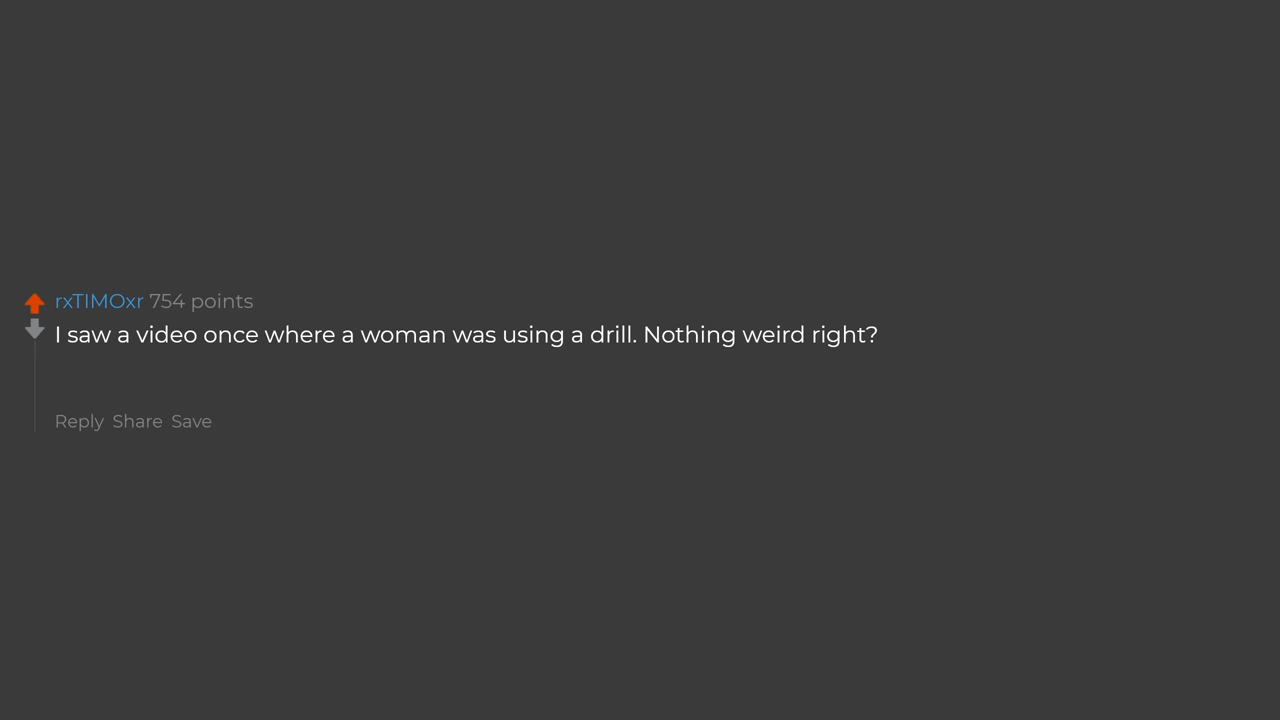 rxTIMOxr 754 points
I saw a video once where a woman was using a drill. Nothing weird right?
Reply Share Save